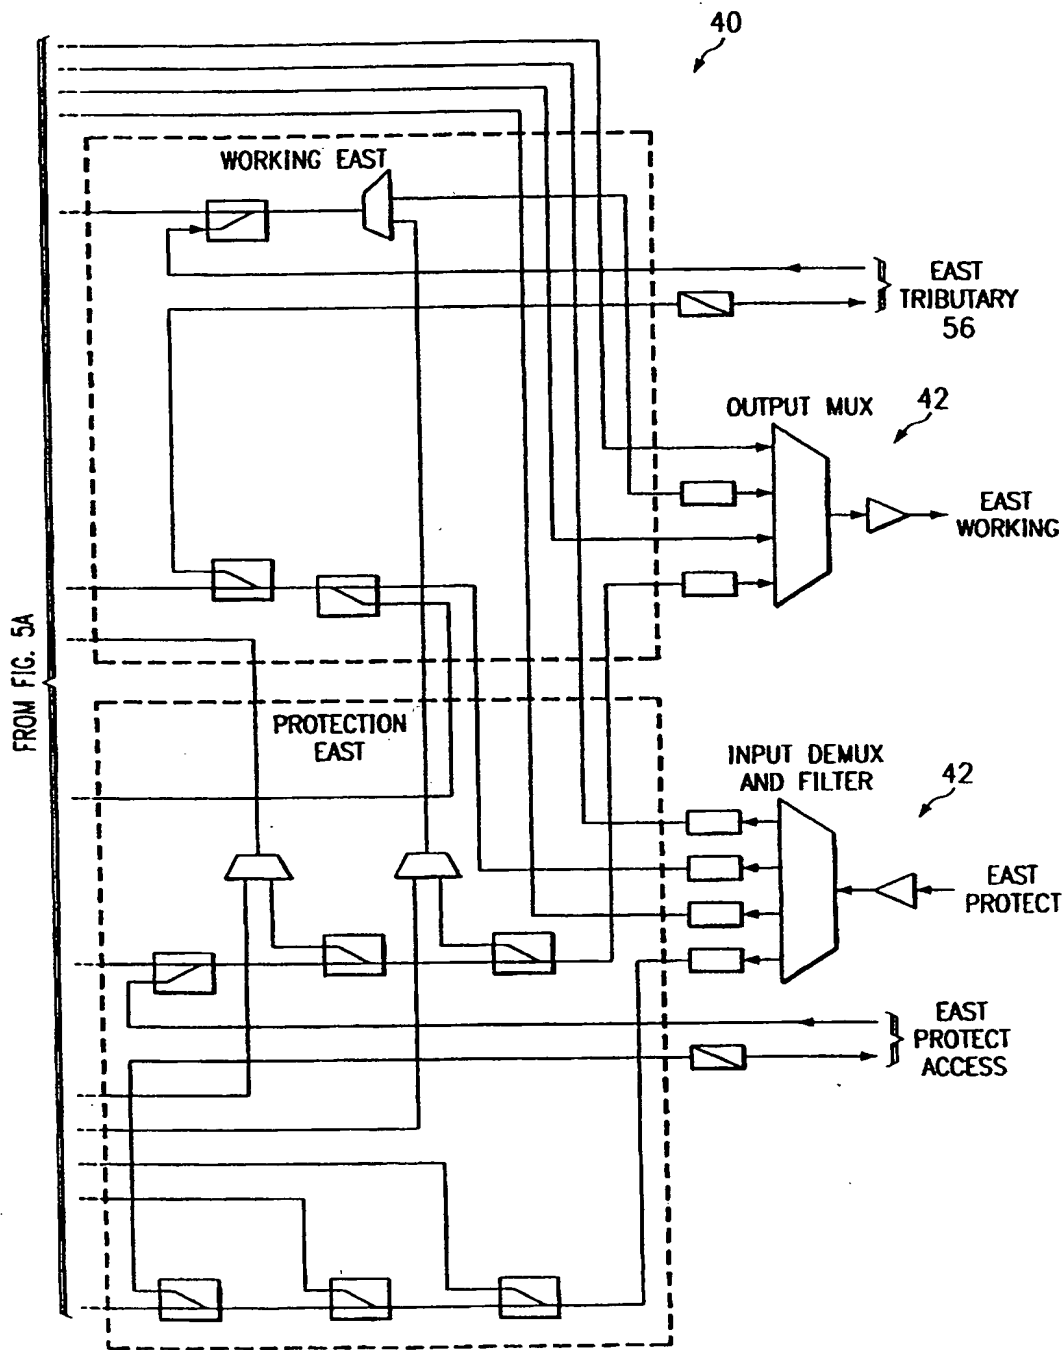 40
WORKING EAST
EAST
TRIBUTARY
56
OUTPUT MUX
42
EAST
WORKING
FROM FIG. 5A
PROTECTION
EAST
INPUT DEMUX
AND FILTER
42
EAST
PROTECT
EAST
PROTECT
ACCESS